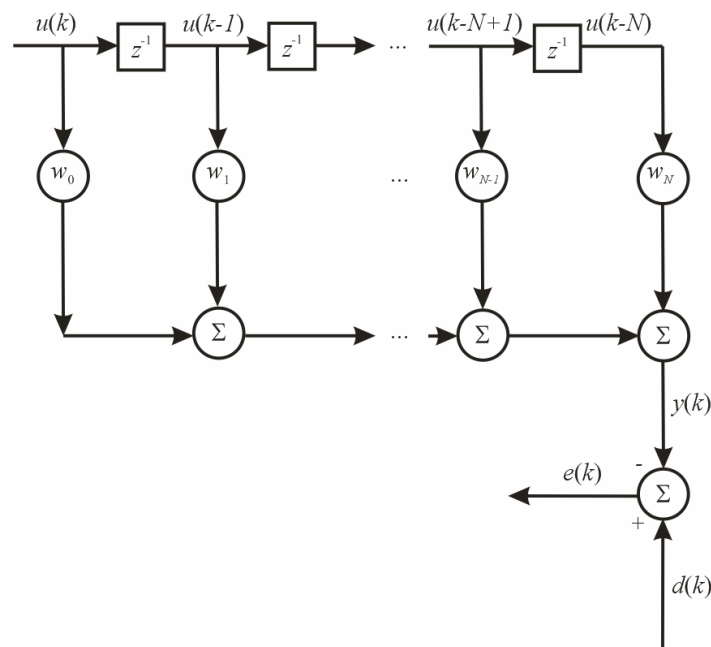 u(k) u(k-1) ... u(k-N+1) u(k-N)
z⁻¹ z⁻¹ z⁻¹
w₀ w₁ ... w_{N-1} w_N
Σ ... Σ Σ
y(k)
-
e(k) Σ
+
d(k)